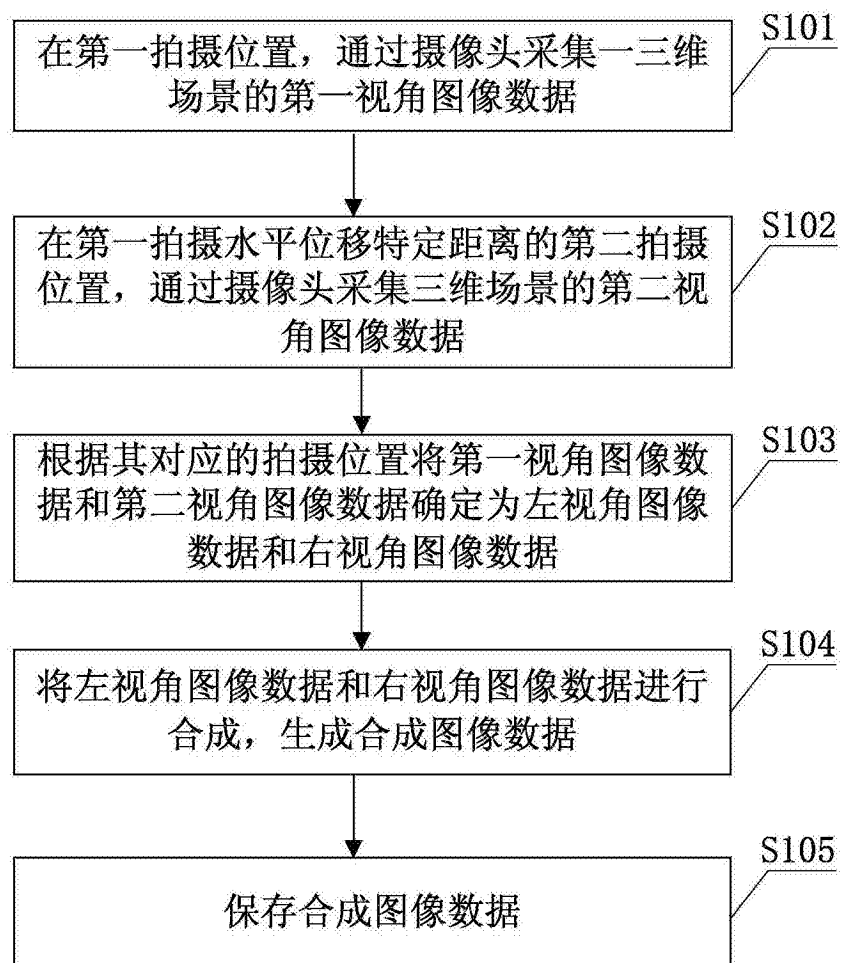 S101
在第一拍摄位置，通过摄像头采集一三维
场景的第一视角图像数据
S102
在第一拍摄水平位移特定距离的第二拍摄
位置，通过摄像头采集三维场景的第二视
角图像数据
S103
根据其对应的拍摄位置将第一视角图像数
据和第二视角图像数据确定为左视角图像
数据和右视角图像数据
S104
将左视角图像数据和右视角图像数据进行
合成，生成合成图像数据
S105
保存合成图像数据